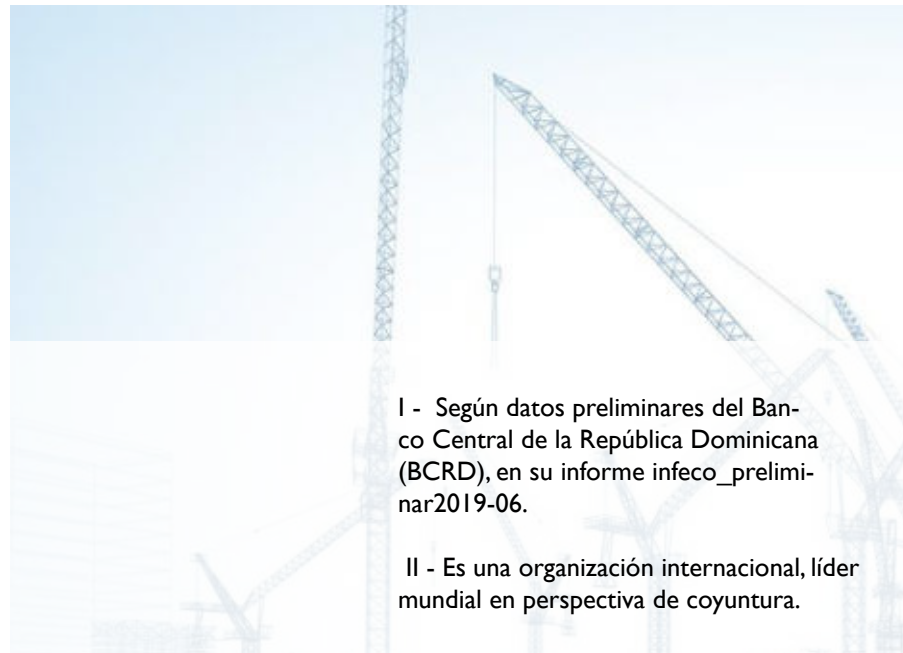 I - Según datos preliminares del Ban-
co Central de la República Dominicana
(BCRD), en su informe infeco_prelimi-
nar2019-06.
II - Es una organización internacional, líder
mundial en perspectiva de coyuntura.